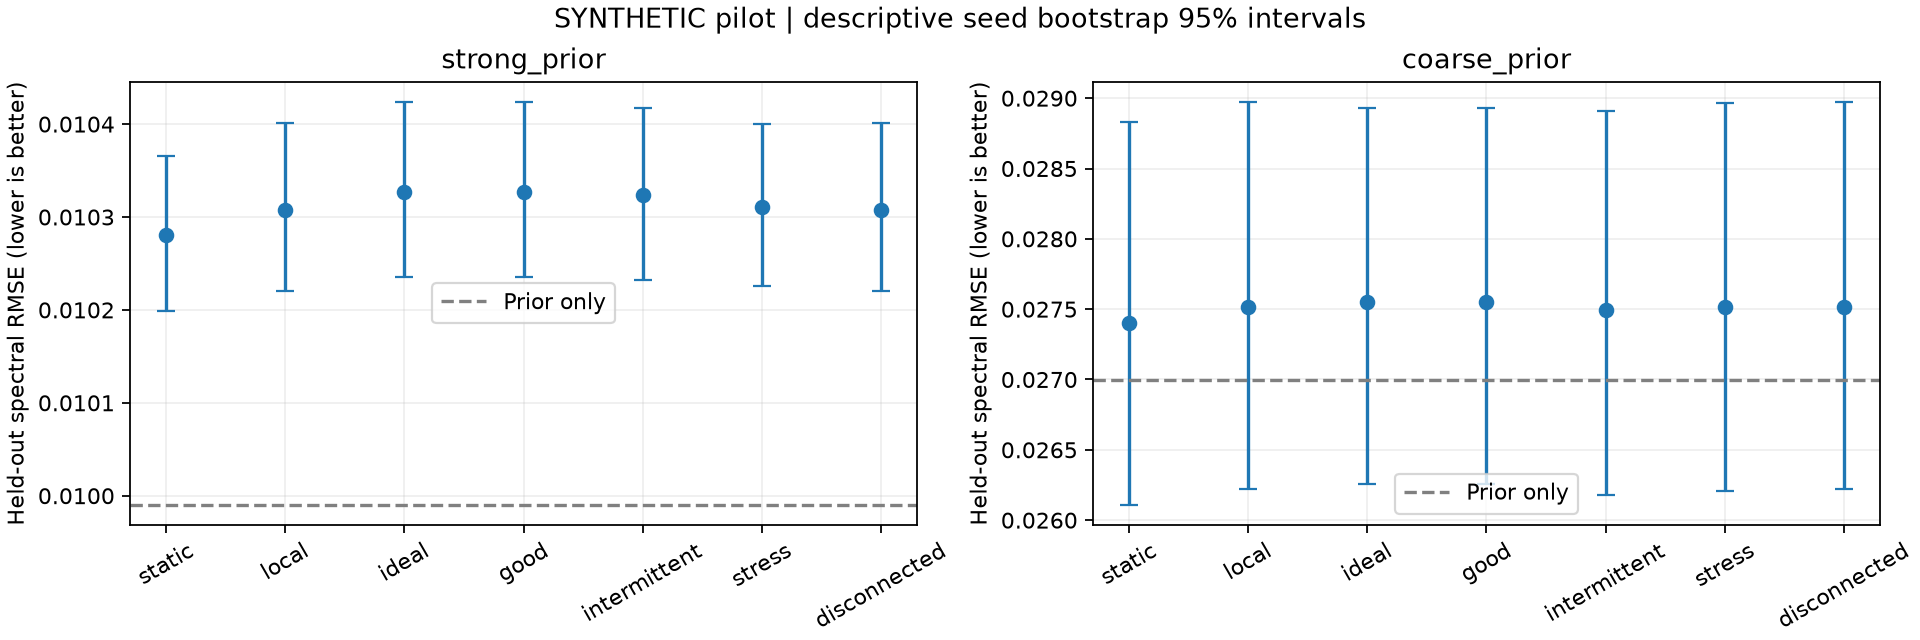 SYNTHETIC pilot | descriptive seed bootstrap 95% intervals
strong_prior
Held-out spectral RMSE (lower is better)
0.0104
0.0103
0.0102
0.0101
0.0100
Prior only
static
local
ideal
good
intermittent
stress
disconnected
coarse_prior
Held-out spectral RMSE (lower is better)
0.0290
0.0285
0.0280
0.0275
0.0270
0.0265
0.0260
Prior only
static
local
ideal
good
intermittent
stress
disconnected